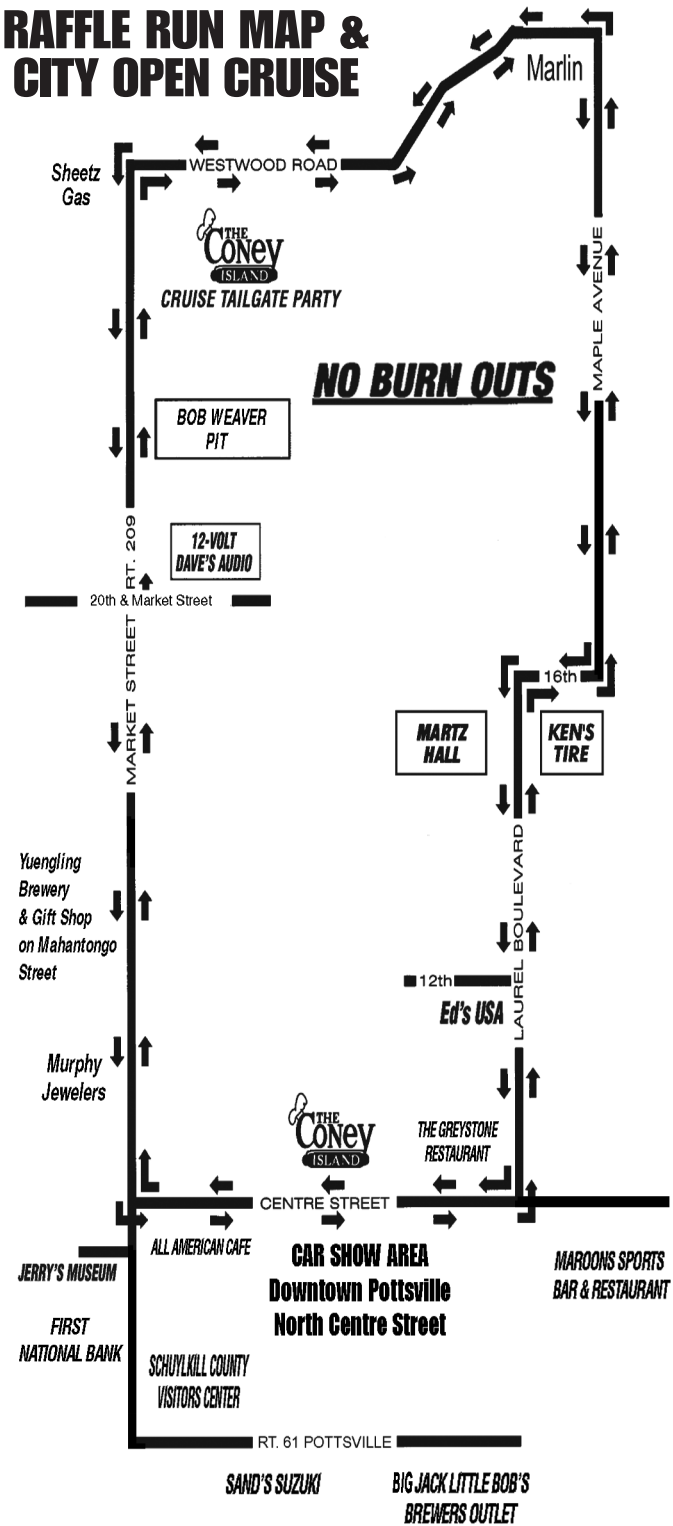 RAFFLE RUN MAP &
CITY OPEN CRUISE
Marlin
Sheetz
Gas
WESTWOOD ROAD
THE
CONEY
ISLAND
CRUISE TAILGATE PARTY
MAPLE AVENUE
NO BURN OUTS
BOB WEAVER
PIT
MARKET STREET RT. 209
12-VOLT
DAVE'S AUDIO
20th & Market Street
16th
MARTZ
HALL
KEN'S
TIRE
LAUREL BOULEVARD
Yuengling
Brewery
& Gift Shop
on Mahantongo
Street
12th
Ed's USA
Murphy
Jewelers
THE
CONEY
ISLAND
THE GREYSTONE
RESTAURANT
CENTRE STREET
ALL AMERICAN CAFE
CAR SHOW AREA
Downtown Pottsville
North Centre Street
MAROONS SPORTS
BAR & RESTAURANT
JERRY'S MUSEUM
FIRST
NATIONAL BANK
SCHUYLKILL COUNTY
VISITORS CENTER
RT. 61 POTTSVILLE
SAND'S SUZUKI
BIG JACK LITTLE BOB'S
BREWERS OUTLET